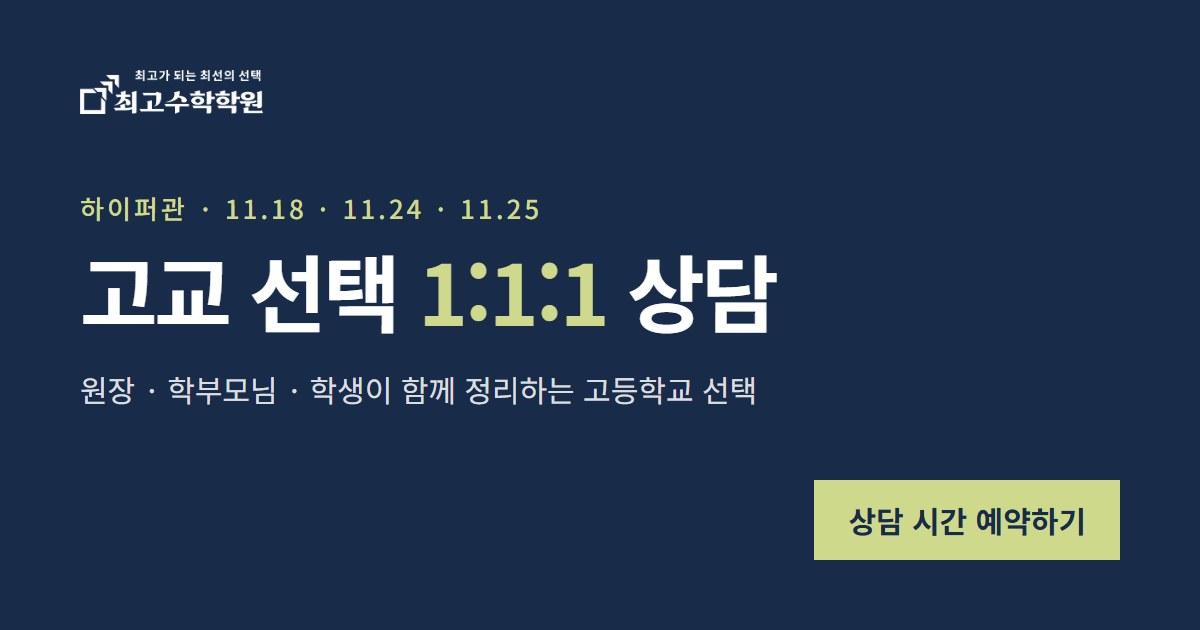 최고가 되는 최선의 선택
최고수학학원
하이퍼관 · 11.18 · 11.24 · 11.25
고교 선택 1:1:1 상담
원장 · 학부모님 · 학생이 함께 정리하는 고등학교 선택
상담 시간 예약하기